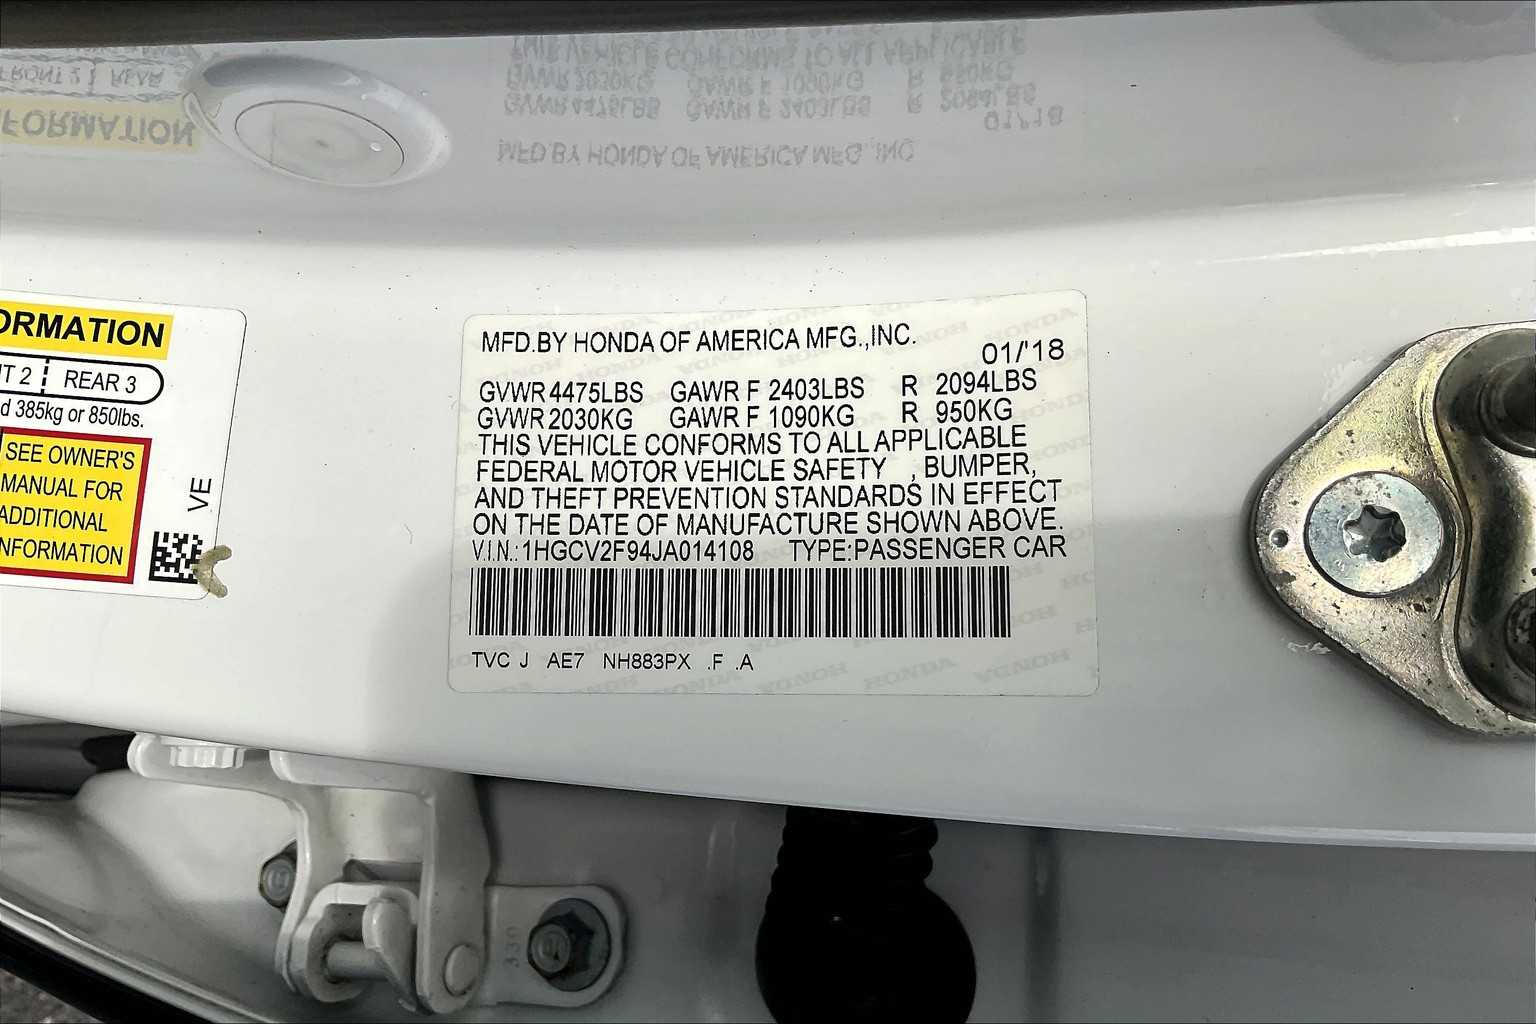 ORMATION
T 2 REAR 3
d 385kg or 850lbs.
SEE OWNER'S
MANUAL FOR
ADDITIONAL
NFORMATION
VE
MFD.BY HONDA OF AMERICA MFG.,INC.
01/'18
GVWR 4475LBS GAWR F 2403LBS R 2094LBS
GVWR 2030KG GAWR F 1090KG R 950KG
THIS VEHICLE CONFORMS TO ALL APPLICABLE
FEDERAL MOTOR VEHICLE SAFETY , BUMPER,
AND THEFT PREVENTION STANDARDS IN EFFECT
ON THE DATE OF MANUFACTURE SHOWN ABOVE.
V.I.N.:1HGCV2F94JA014108 TYPE:PASSENGER CAR
TVC J AE7 NH883PX .F .A
330